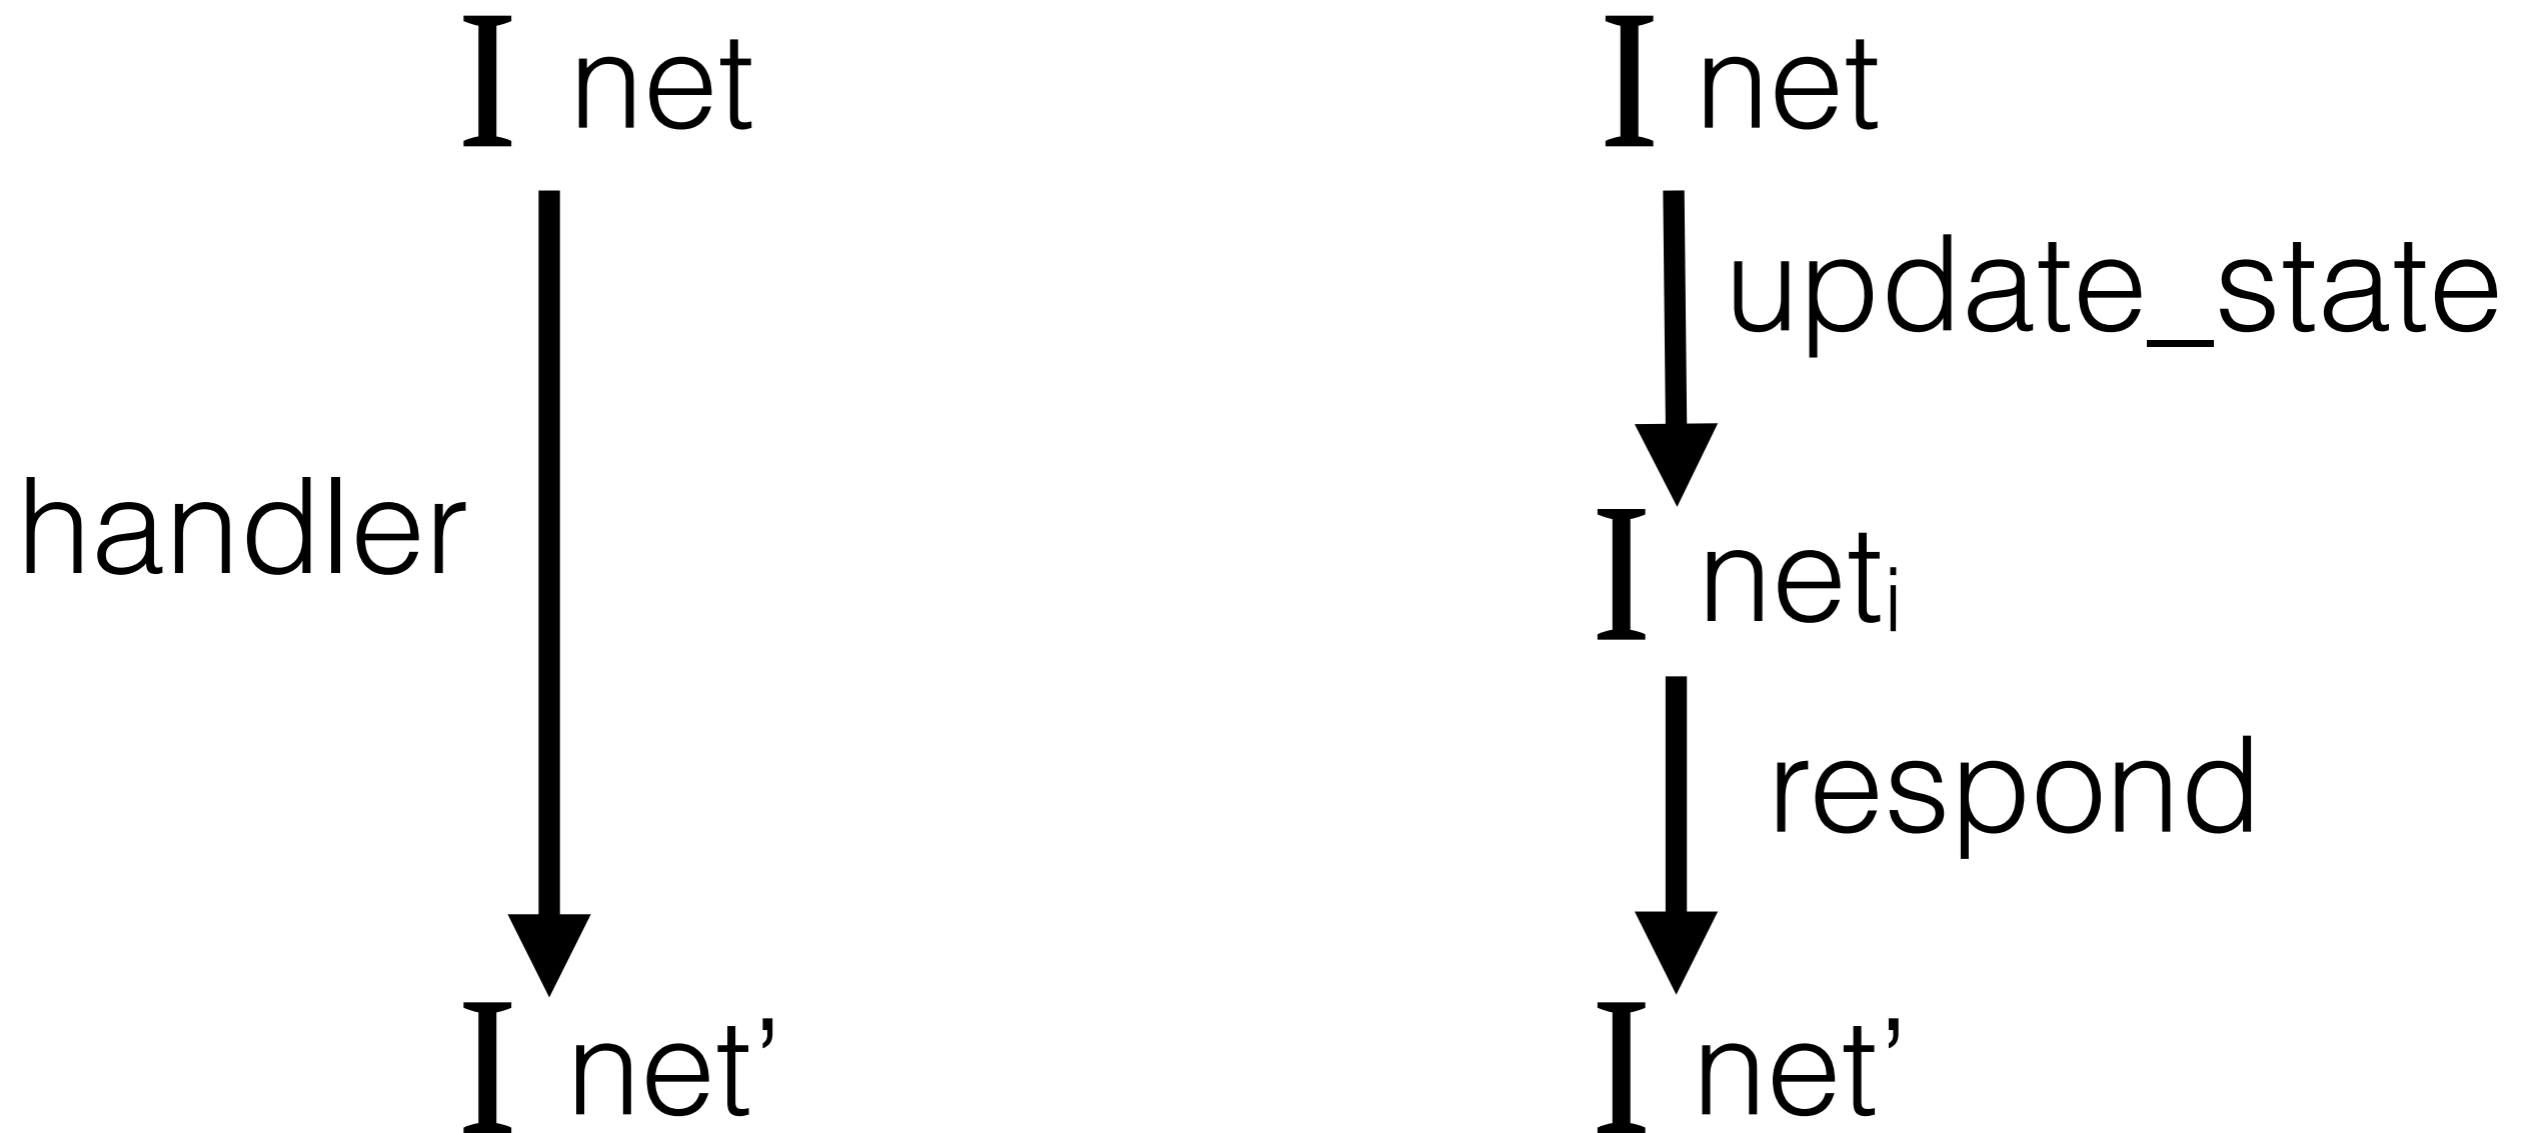 I net
handler
I net’
I net
update_state
I netᵢ
respond
I net’